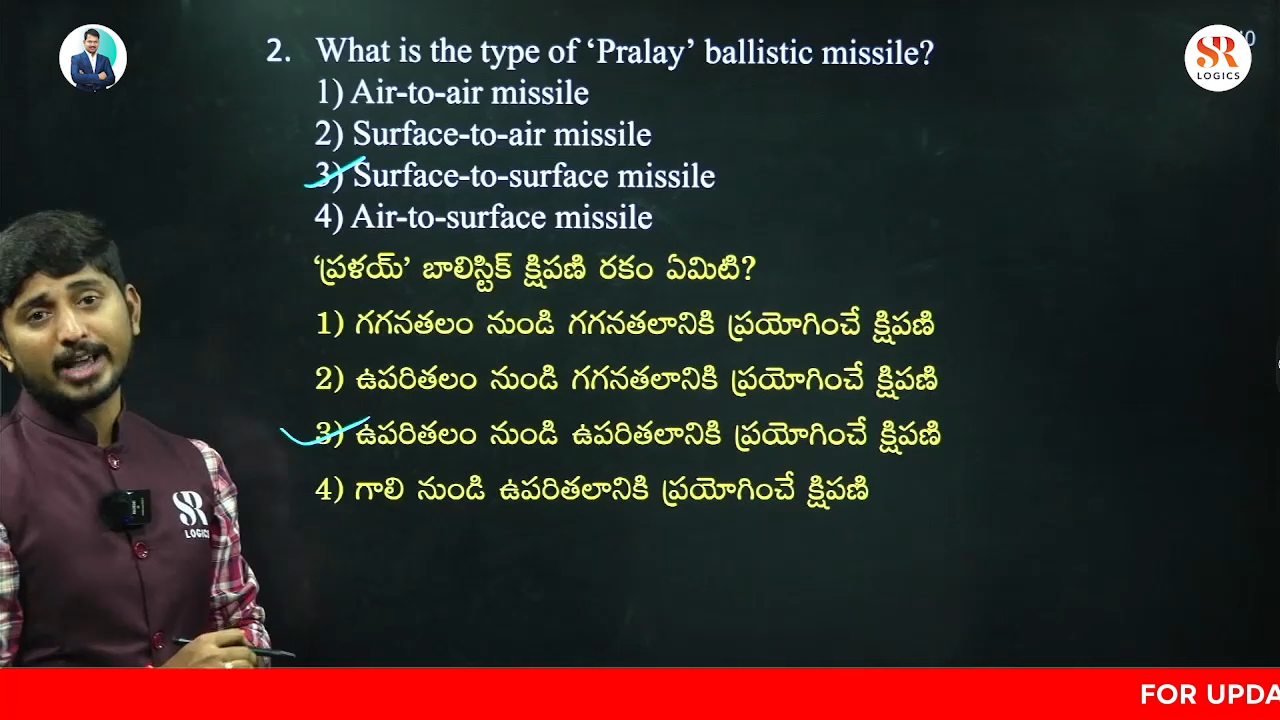 2. What is the type of ‘Pralay’ ballistic missile?
1) Air-to-air missile
2) Surface-to-air missile
3) Surface-to-surface missile
4) Air-to-surface missile
‘ప్రళయ్’ బాలిస్టిక్ క్షిపణి రకం ఏమిటి?
1) గగనతలం నుండి గగనతలానికి ప్రయోగించే క్షిపణి
2) ఉపరితలం నుండి గగనతలానికి ప్రయోగించే క్షిపణి
3) ఉపరితలం నుండి ఉపరితలానికి ప్రయోగించే క్షిపణి
4) గాలి నుండి ఉపరితలానికి ప్రయోగించే క్షిపణి
SR
LOGICS
SR
LOGICS
FOR UPDA